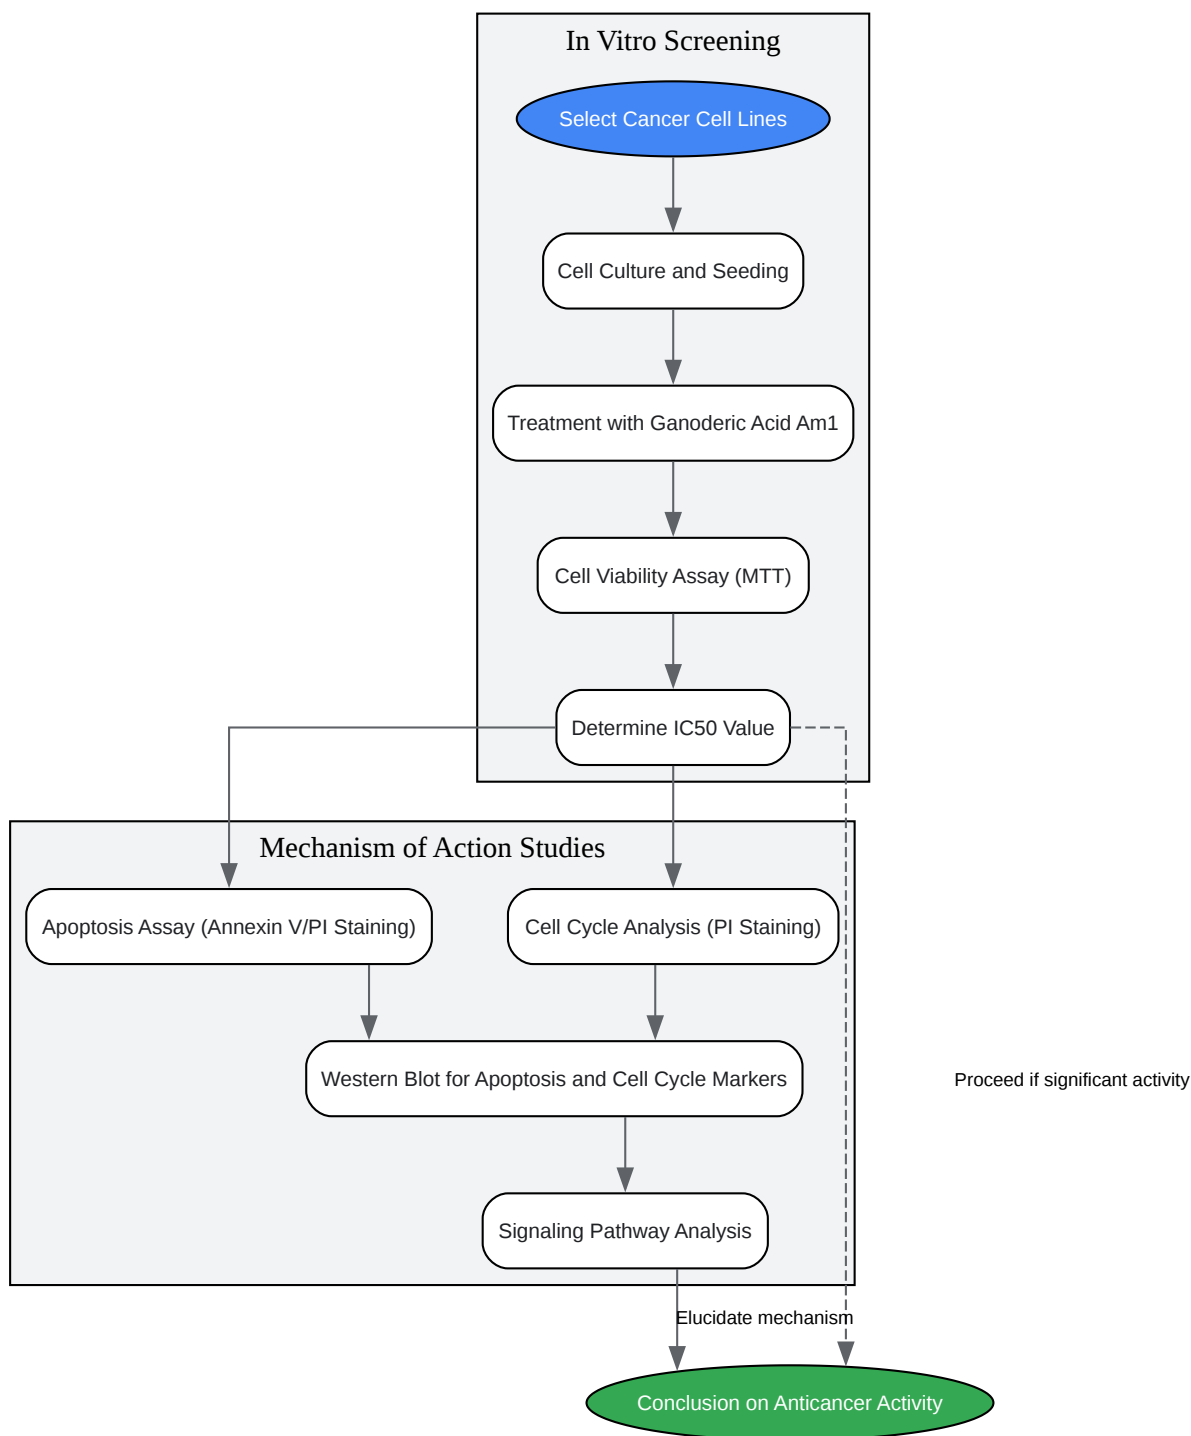 In Vitro Screening
Select Cancer Cell Lines
Cell Culture and Seeding
Treatment with Ganoderic Acid Am1
Cell Viability Assay (MTT)
Determine IC50 Value
Mechanism of Action Studies
Apoptosis Assay (Annexin V/PI Staining)
Cell Cycle Analysis (PI Staining)
Western Blot for Apoptosis and Cell Cycle Markers
Proceed if significant activity
Signaling Pathway Analysis
Elucidate mechanism
Conclusion on Anticancer Activity